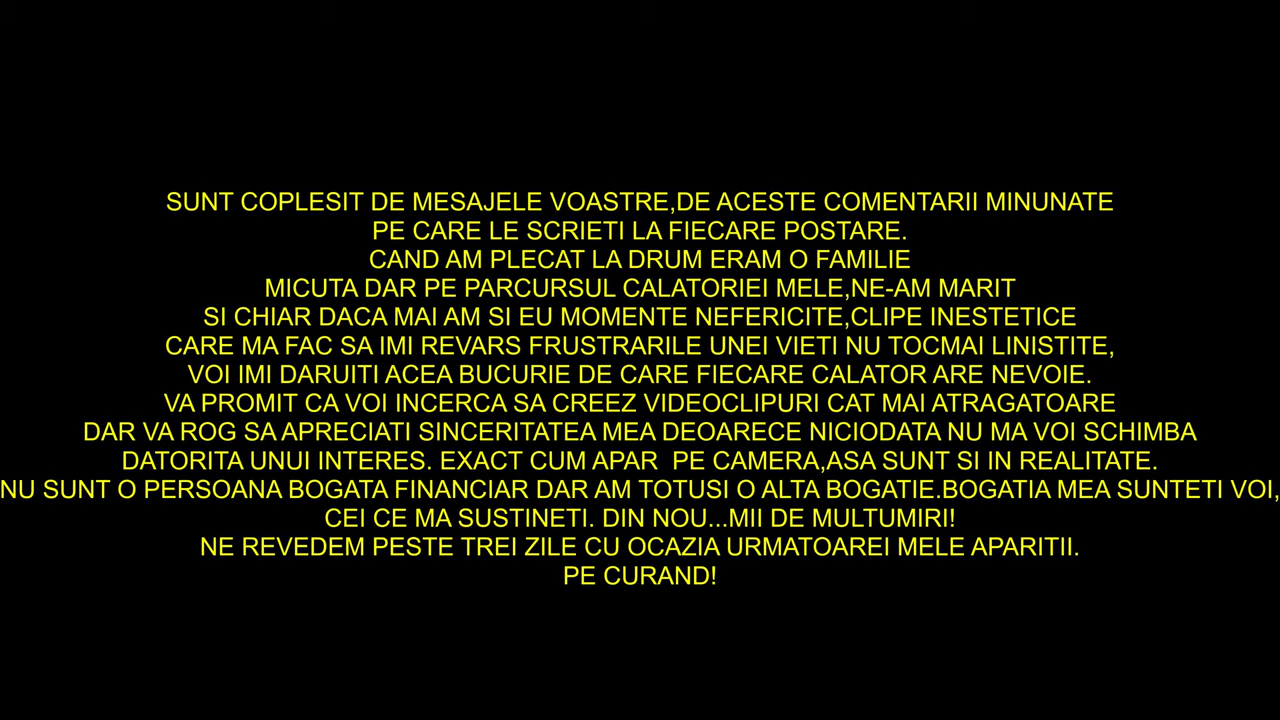 SUNT COPLESIT DE MESAJELE VOASTRE,DE ACESTE COMENTARII MINUNATE
PE CARE LE SCRIETI LA FIECARE POSTARE.
CAND AM PLECAT LA DRUM ERAM O FAMILIE
MICUTA DAR PE PARCURSUL CALATORIEI MELE,NE-AM MARIT
SI CHIAR DACA MAI AM SI EU MOMENTE NEFERICITE,CLIPE INESTETICE
CARE MA FAC SA IMI REVARS FRUSTRARILE UNEI VIETI NU TOCMAI LINISTITE,
VOI IMI DARUITI ACEA BUCURIE DE CARE FIECARE CALATOR ARE NEVOIE.
VA PROMIT CA VOI INCERCA SA CREEZ VIDEOCLIPURI CAT MAI ATRAGATOARE
DAR VA ROG SA APRECIATI SINCERITATEA MEA DEOARECE NICIODATA NU MA VOI SCHIMBA
DATORITA UNUI INTERES. EXACT CUM APAR  PE CAMERA,ASA SUNT SI IN REALITATE.
NU SUNT O PERSOANA BOGATA FINANCIAR DAR AM TOTUSI O ALTA BOGATIE.BOGATIA MEA SUNTETI VOI,
CEI CE MA SUSTINETI. DIN NOU...MII DE MULTUMIRI!
NE REVEDEM PESTE TREI ZILE CU OCAZIA URMATOAREI MELE APARITII.
PE CURAND!